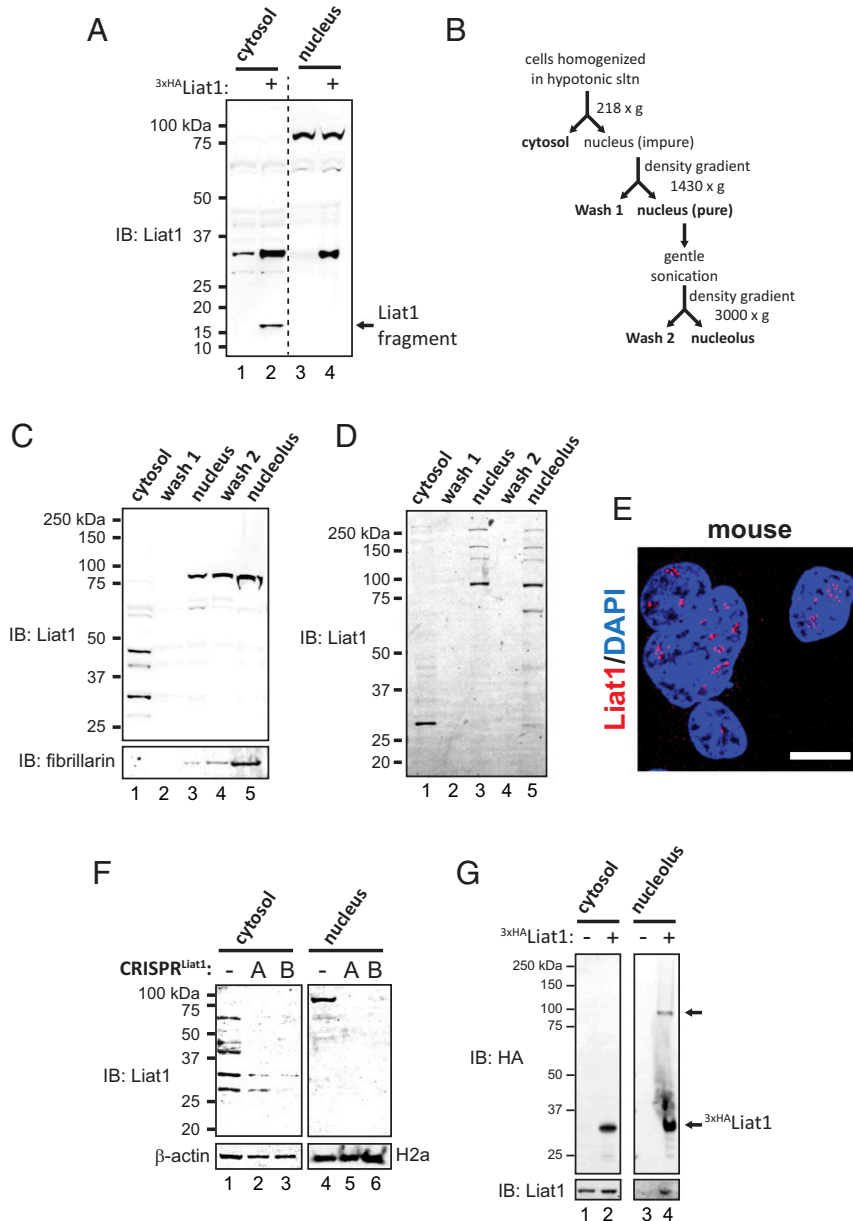 A
cytosol
nucleus
3xHALiat1:
+
+
100 kDa
75
50
37
25
20
15
10
IB: Liat1
Liat1
fragment
1 2 3 4
B
cells homogenized
in hypotonic sltn
218 x g
cytosol
nucleus (impure)
density gradient
1430 x g
Wash 1
nucleus (pure)
gentle
sonication
density gradient
3000 x g
Wash 2
nucleolus
C
cytosol
wash 1
nucleus
wash 2
nucleolus
250 kDa
150
100
75
50
37
25
IB: Liat1
IB: fibrillarin
1 2 3 4 5
D
cytosol
wash 1
nucleus
wash 2
nucleolus
250 kDa
150
100
75
50
37
25
20
IB: Liat1
1 2 3 4 5
E
mouse
Liat1/DAPI
F
cytosol
nucleus
CRISPRLiat1:
- A B
- A B
100 kDa
75
50
37
25
20
IB: Liat1
β-actin
H2a
1 2 3 4 5 6
G
cytosol
nucleolus
3xHALiat1:
- +
- +
250 kDa
150
100
75
50
37
25
IB: HA
3xHALiat1
IB: Liat1
1 2 3 4